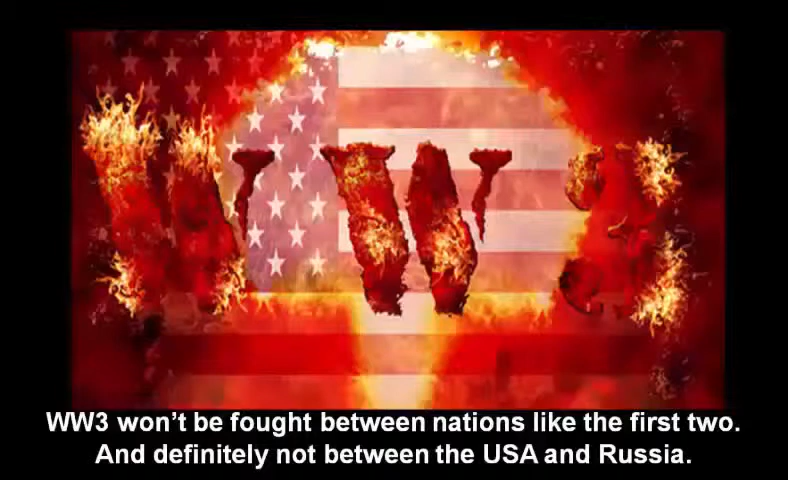 WW3
WW3 won't be fought between nations like the first two.
And definitely not between the USA and Russia.